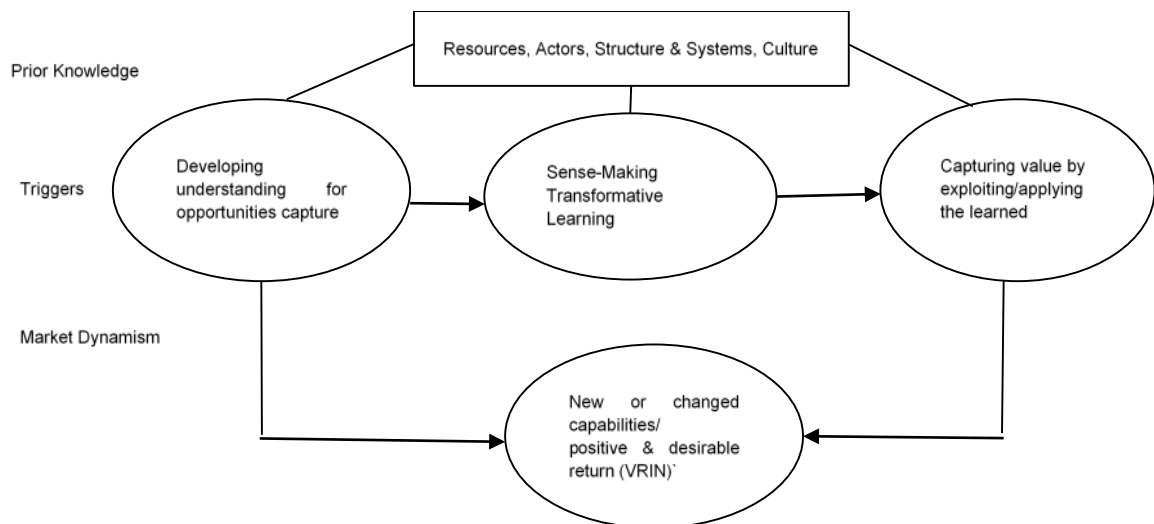 Resources, Actors, Structure & Systems, Culture
Prior Knowledge
Triggers
Developing
understanding for
opportunities capture
Sense-Making
Transformative
Learning
Capturing value by
exploiting/applying
the learned
Market Dynamism
New or changed
capabilities/
positive & desirable
return (VRIN)`